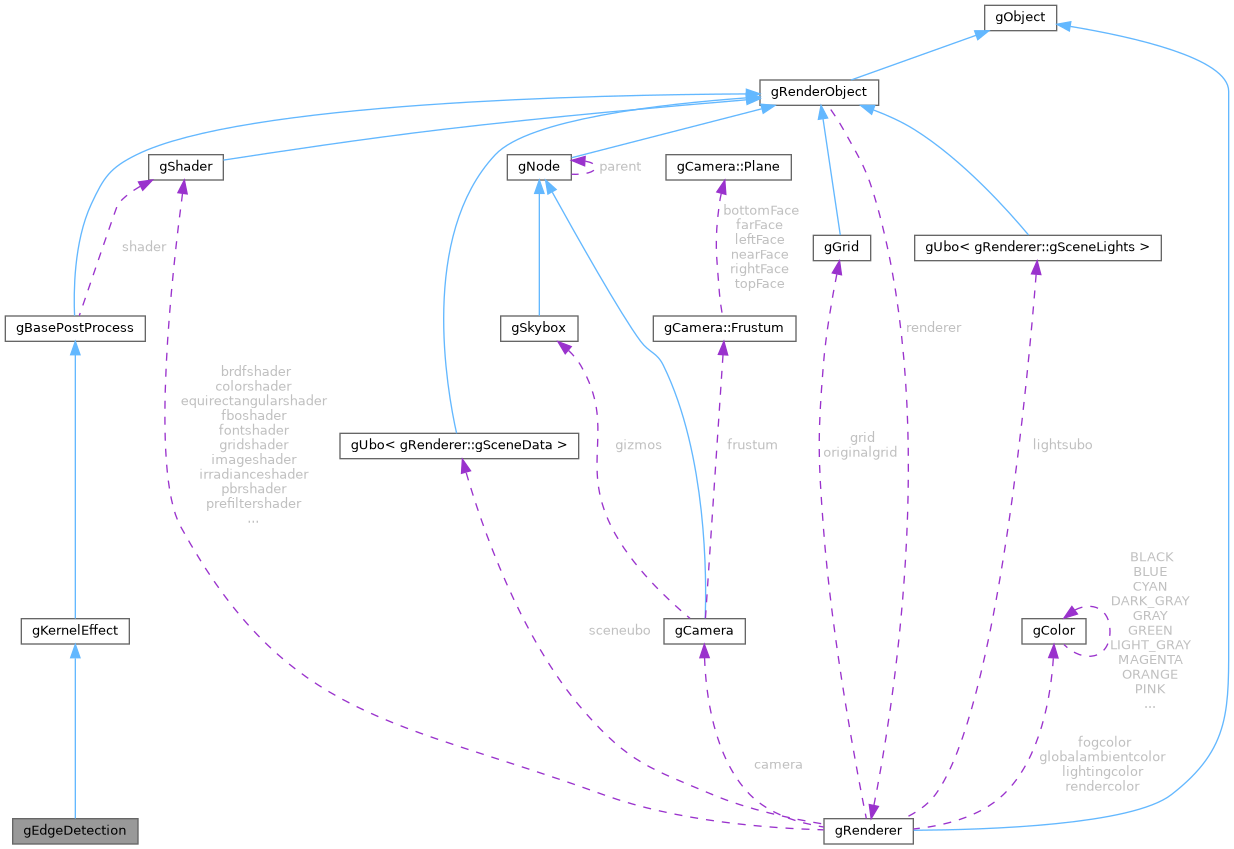 gObject
gRenderObject
gShader
gNode
parent
gCamera::Plane
bottomFace
farFace
leftFace
nearFace
rightFace
topFace
shader
gGrid
gUbo< gRenderer::gSceneLights >
gBasePostProcess
gSkybox
gCamera::Frustum
renderer
brdfshader
colorshader
equirectangularshader
fboshader
fontshader
gridshader
imageshader
irradianceshader
pbrshader
prefiltershader
...
gUbo< gRenderer::gSceneData >
gizmos
frustum
grid
originalgrid
lightsubo
BLACK
BLUE
CYAN
DARK_GRAY
GRAY
GREEN
LIGHT_GRAY
MAGENTA
ORANGE
PINK
...
gKernelEffect
sceneubo
gCamera
gColor
camera
fogcolor
globalambientcolor
lightingcolor
rendercolor
gEdgeDetection
gRenderer